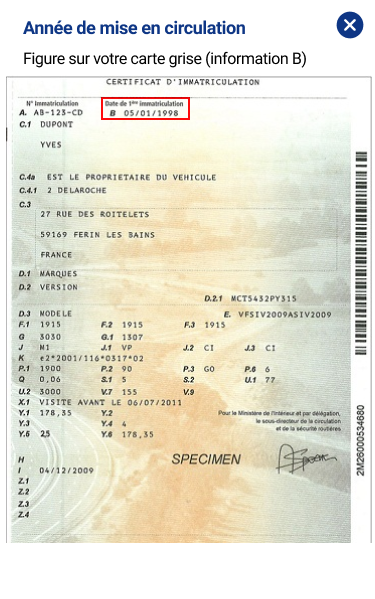 Année de mise en circulation
Figure sur votre carte grise (information B)
CERTIFICAT D'IMMATRICULATION
N° Immatriculation Date de 1ère immatriculation
A. AB-123-CD B 05/01/1998
C.1 DUPONT
YVES
C.4a EST LE PROPRIETAIRE DU VEHICULE
C.4.1 2 DELAROCHE
C.3
27 RUE DES ROITELETS
59169 FERIN LES BAINS
FRANCE
D.1 MARQUES
D.2 VERSION
D.2.1 MCT5432PY315
D.3 MODELE E. VFSIV2009ASIV2009
F.1 1915 F.2 1915 F.3 1915
G 3030 G.1 1307
J M1 J.1 VP J.2 CI J.3 CI
K e2*2001/116*0317*02
P.1 1900 P.2 90 P.3 GO P.6 6
Q 0,06 S.1 5 S.2 U.1 77
U.2 3000 V.7 155 V.9
X.1 VISITE AVANT LE 06/07/2011
Y.1 178,35 Y.2 Pour le Ministère de l'Intérieur et par délégation,
Y.3 Y.4 4 le sous-directeur de la circulation
Y.5 2,5 Y.6 178,35 et de la sécurité routières
H SPECIMEN
I 04/12/2009
Z.1
Z.2
Z.3
Z.4
2M26000534680